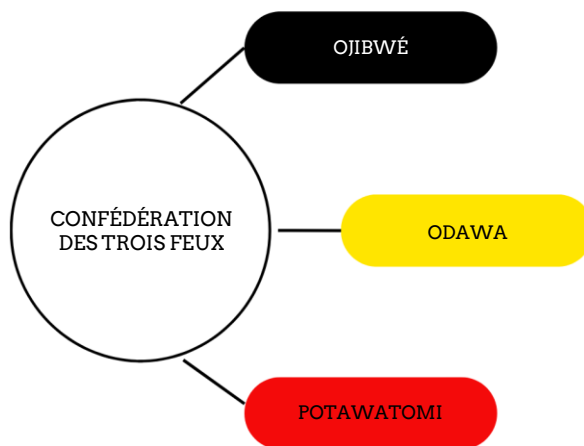 OJIBWÉ
CONFÉDÉRATION
DES TROIS FEUX
ODAWA
POTAWATOMI